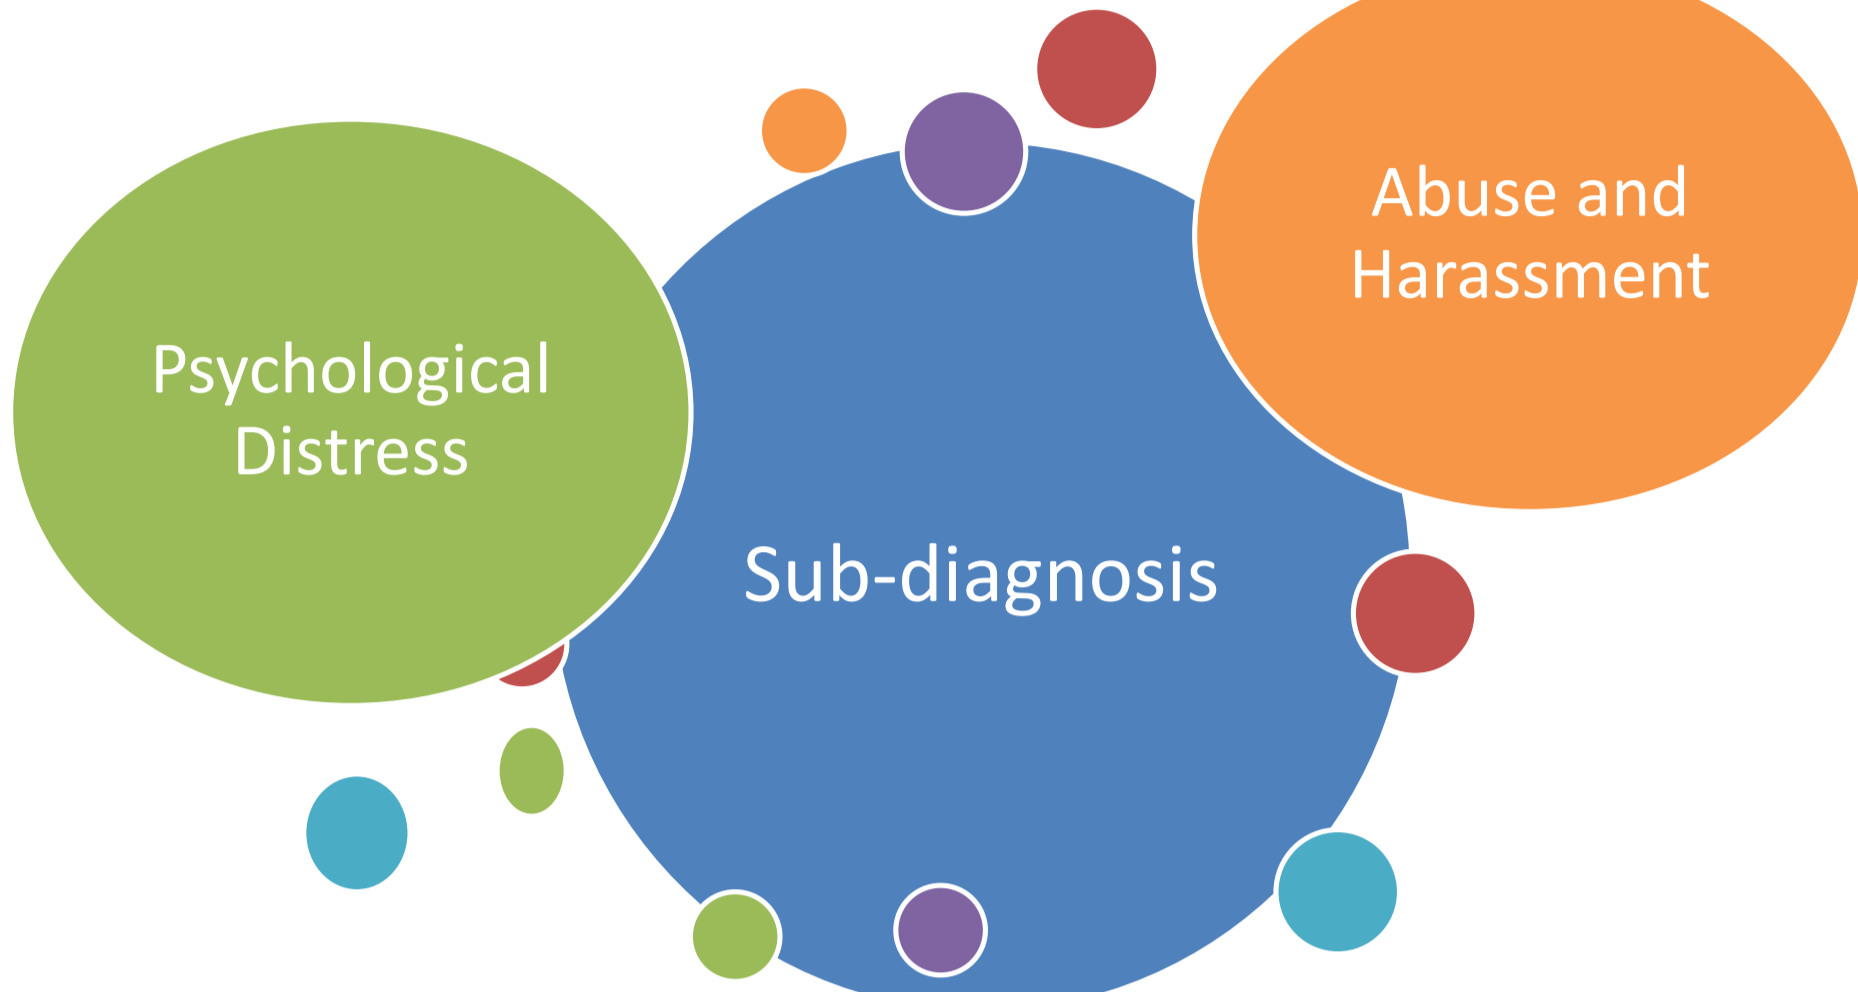 Abuse and
Harassment
Psychological
Distress
Sub-diagnosis